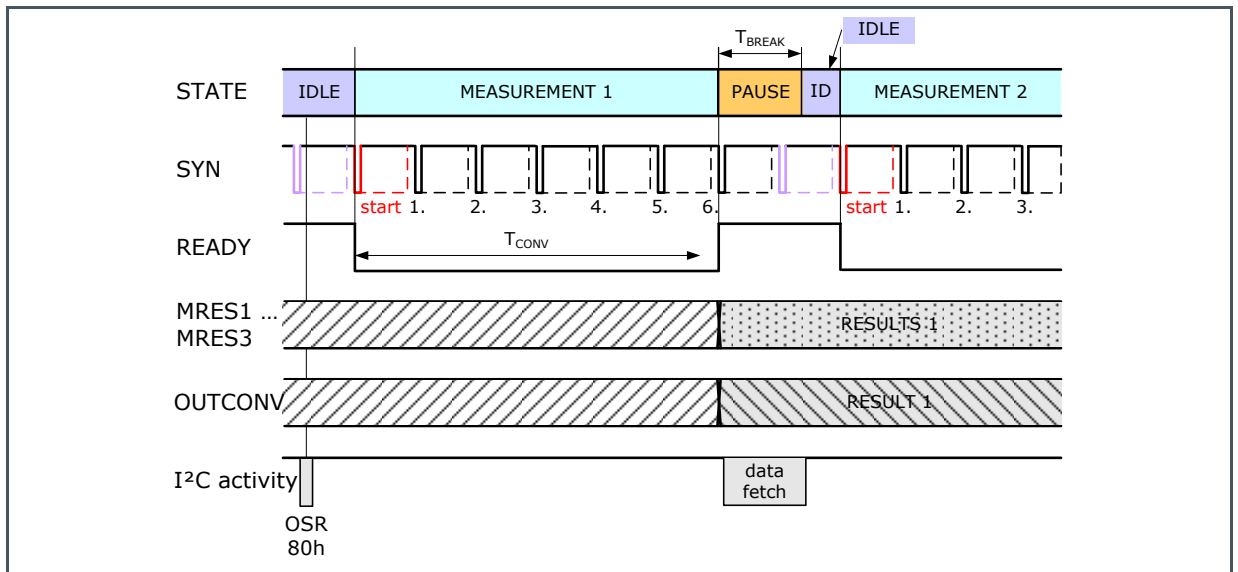 IDLE
T_BREAK
STATE IDLE MEASUREMENT 1 PAUSE ID MEASUREMENT 2
SYN
start 1. 2. 3. 4. 5. 6. start 1. 2. 3.
READY
T_CONV
MRES1 ...
MRES3
RESULTS 1
OUTCONV RESULT 1
I²C activity
data
fetch
OSR
80h